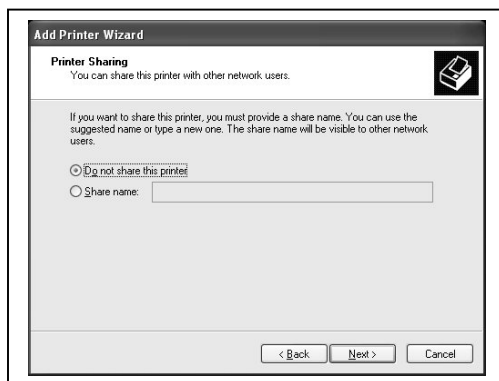 Add Printer Wizard
Printer Sharing
You can share this printer with other network users.
If you want to share this printer, you must provide a share name. You can use the
suggested name or type a new one. The share name will be visible to other network
users.
Do not share this printer
Share name:
< Back Next > Cancel